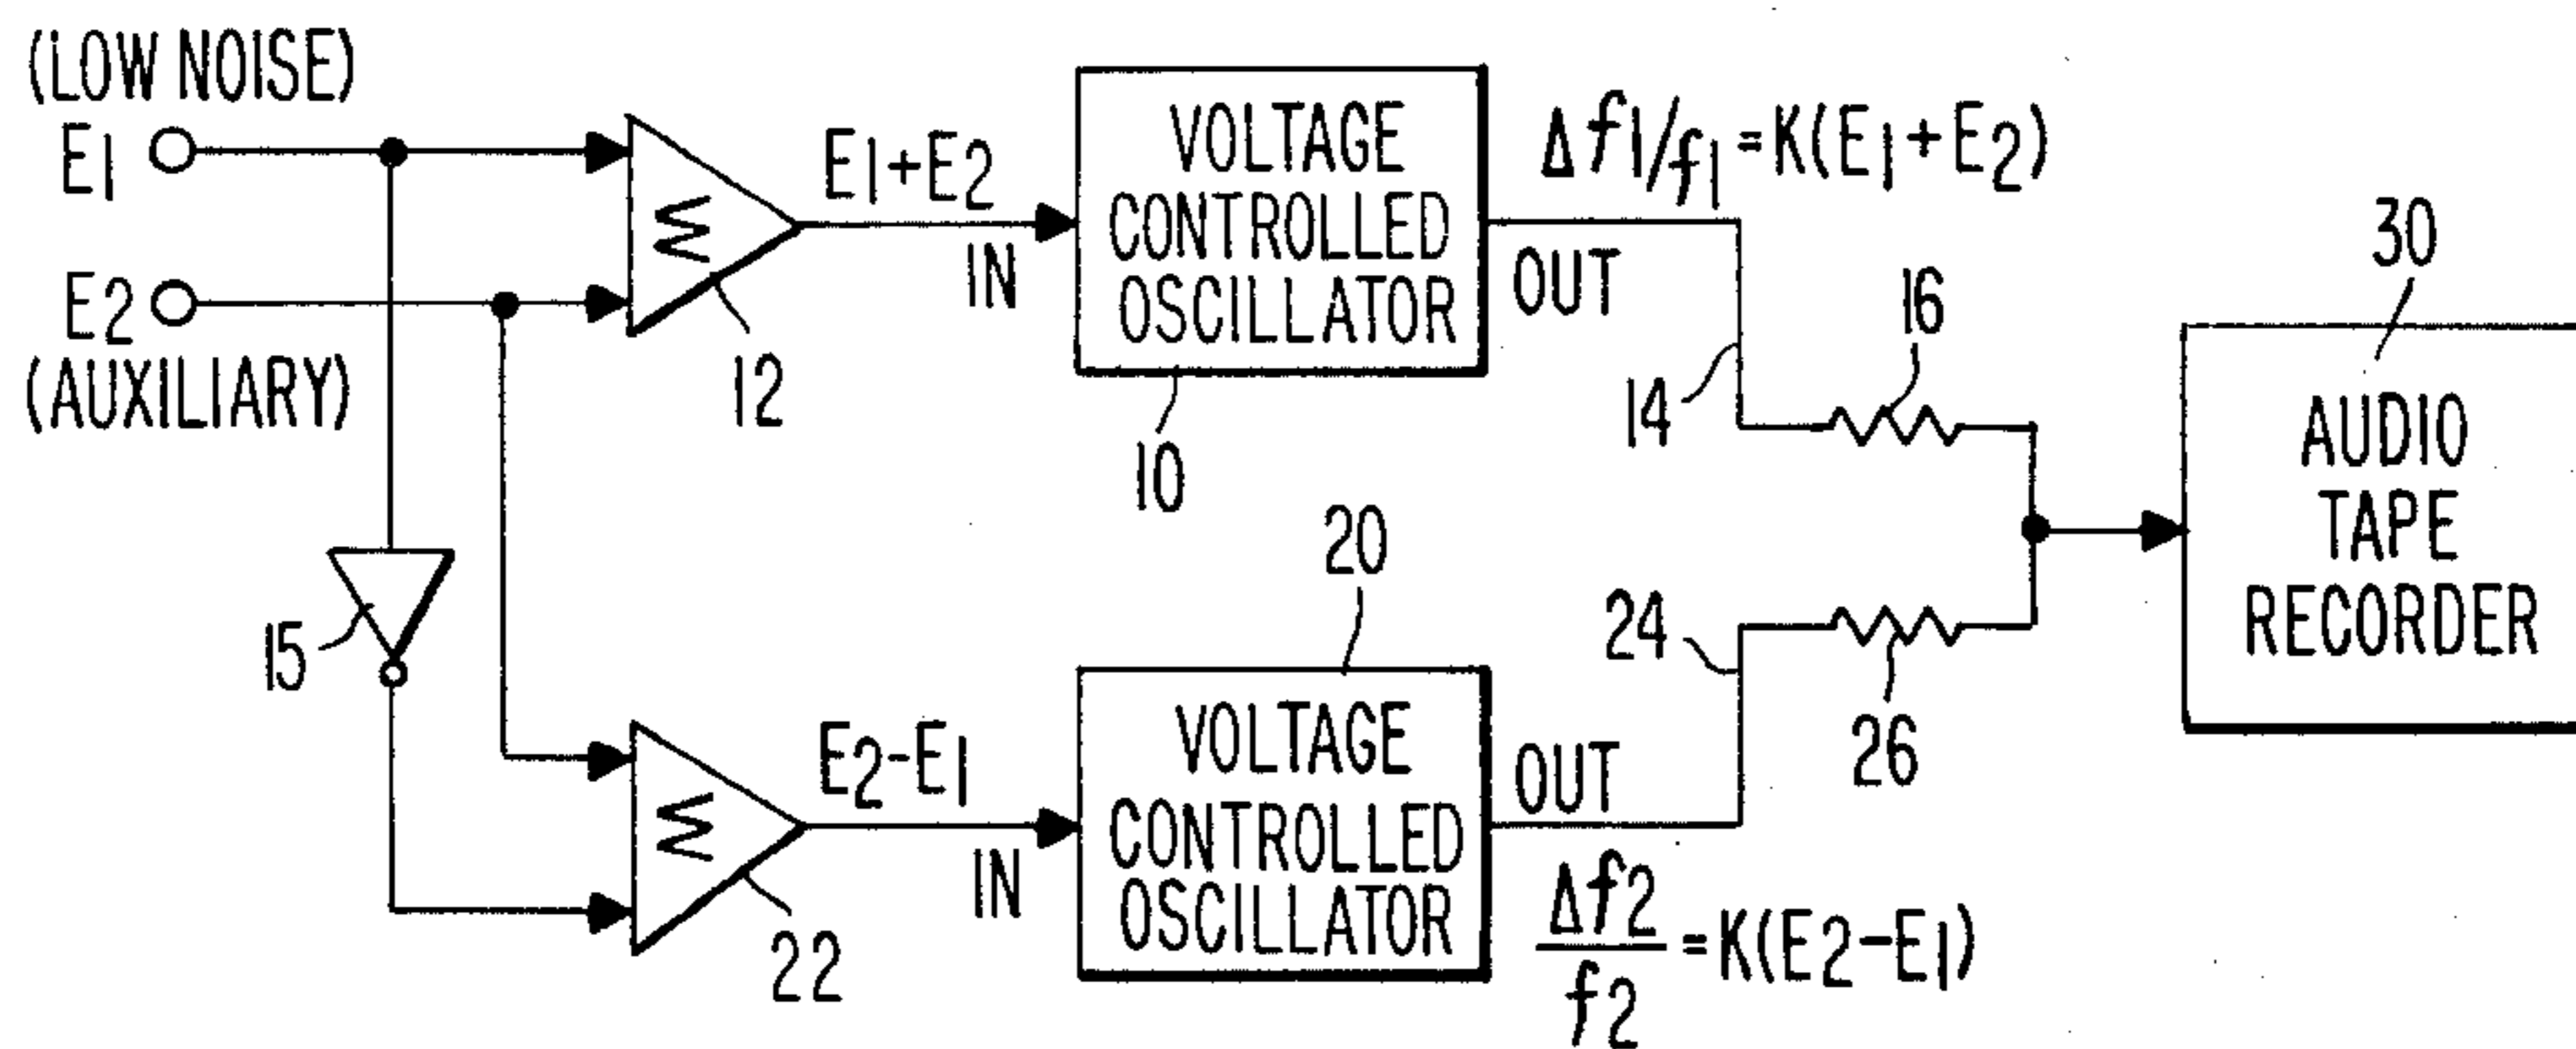 (LOW NOISE)
E1
E2
(AUXILIARY)
Σ
12
E1+E2
IN
VOLTAGE
CONTROLLED
OSCILLATOR
10
Δf1/f1=K(E1+E2)
OUT
14
16
30
AUDIO
TAPE
RECORDER
15
Σ
22
E2-E1
IN
20
VOLTAGE
CONTROLLED
OSCILLATOR
OUT
24
26
Δf2/f2=K(E2-E1)